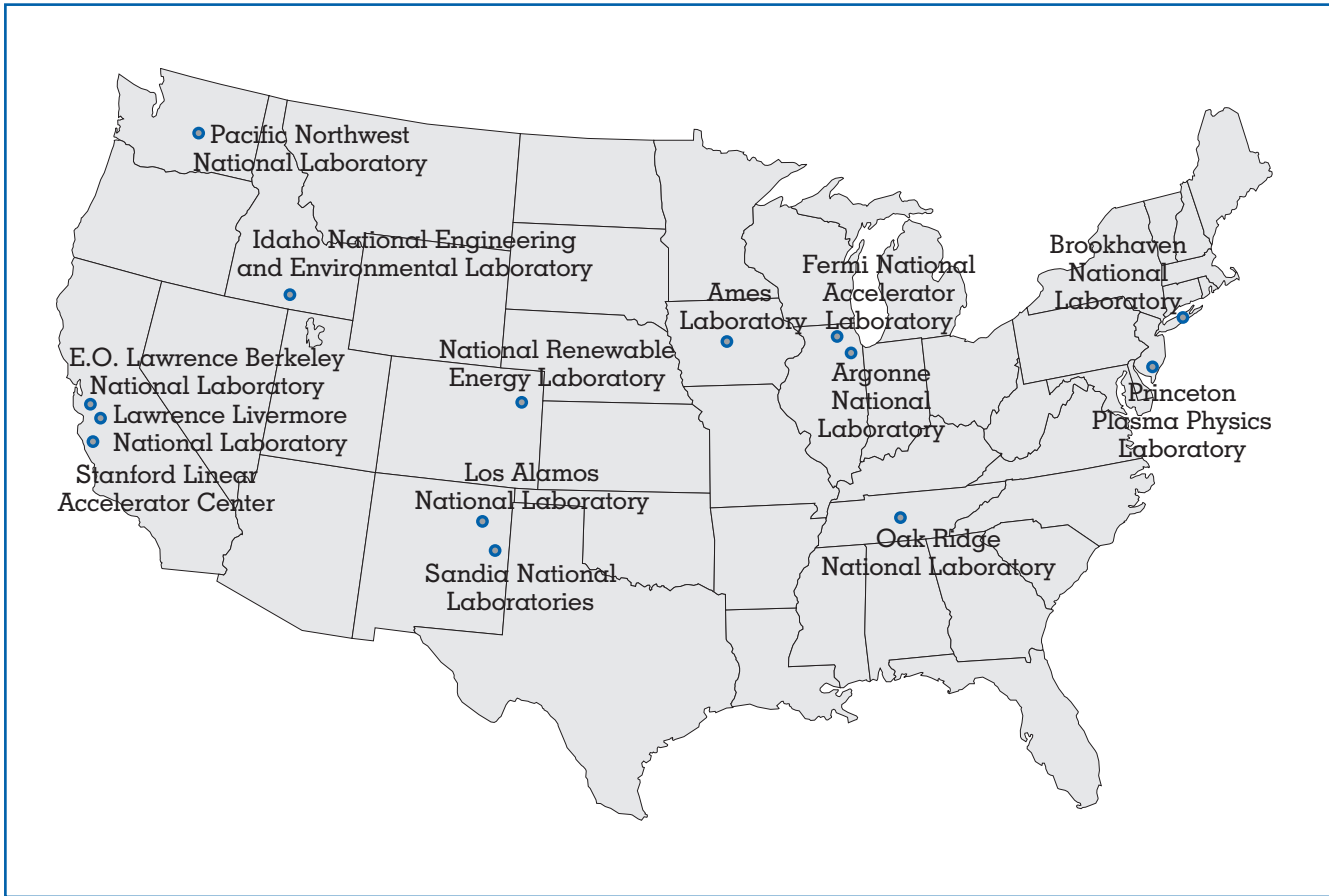 Pacific Northwest
National Laboratory
Idaho National Engineering
and Environmental Laboratory
Brookhaven
National
Laboratory
Fermi National
Accelerator
Laboratory
Ames
Laboratory
E.O. Lawrence Berkeley
National Laboratory
National Renewable
Energy Laboratory
Argonne
National
Laboratory
Princeton
Plasma Physics
Laboratory
Lawrence Livermore
National Laboratory
Stanford Linear
Accelerator Center
Los Alamos
National Laboratory
Oak Ridge
National Laboratory
Sandia National
Laboratories